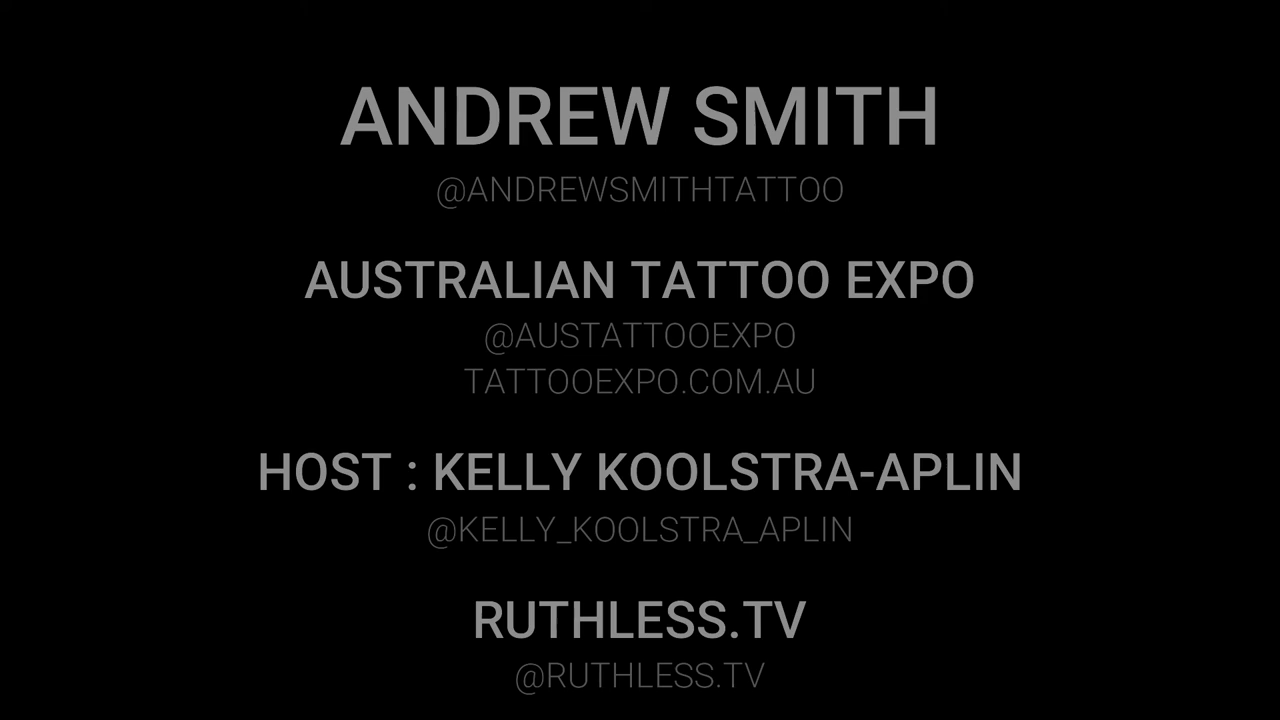 ANDREW SMITH
@ANDREWSMITHTATTOO
AUSTRALIAN TATTOO EXPO
@AUSTATTOOEXPO
TATTOOEXPO.COM.AU
HOST : KELLY KOOLSTRA-APLIN
@KELLY_KOOLSTRA_APLIN
RUTHLESS.TV
@RUTHLESS.TV